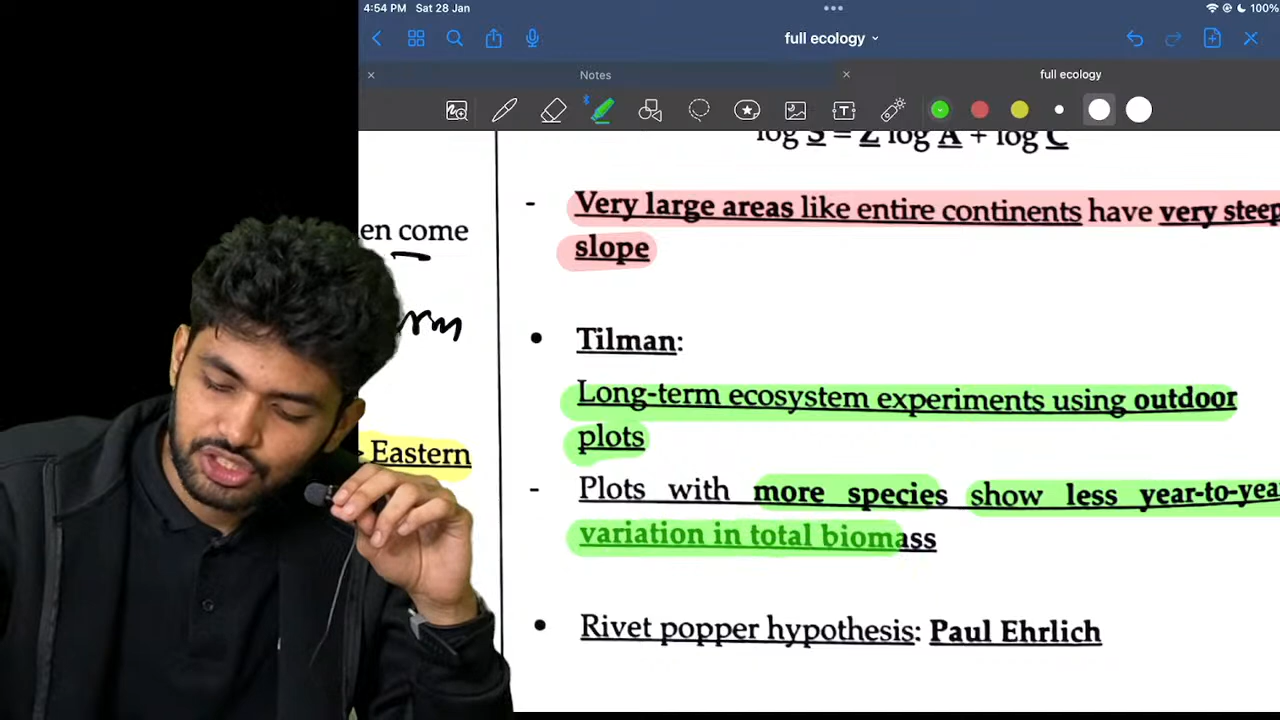 4:54 PM Sat 28 Jan
100%
full ecology
Notes
full ecology
log S = Z log A + log C
en come
- Very large areas like entire continents have very steep
slope
rm
• Tilman:
Long-term ecosystem experiments using outdoor
plots
Eastern
- Plots with more species show less year-to-yea
variation in total biomass
• Rivet popper hypothesis: Paul Ehrlich